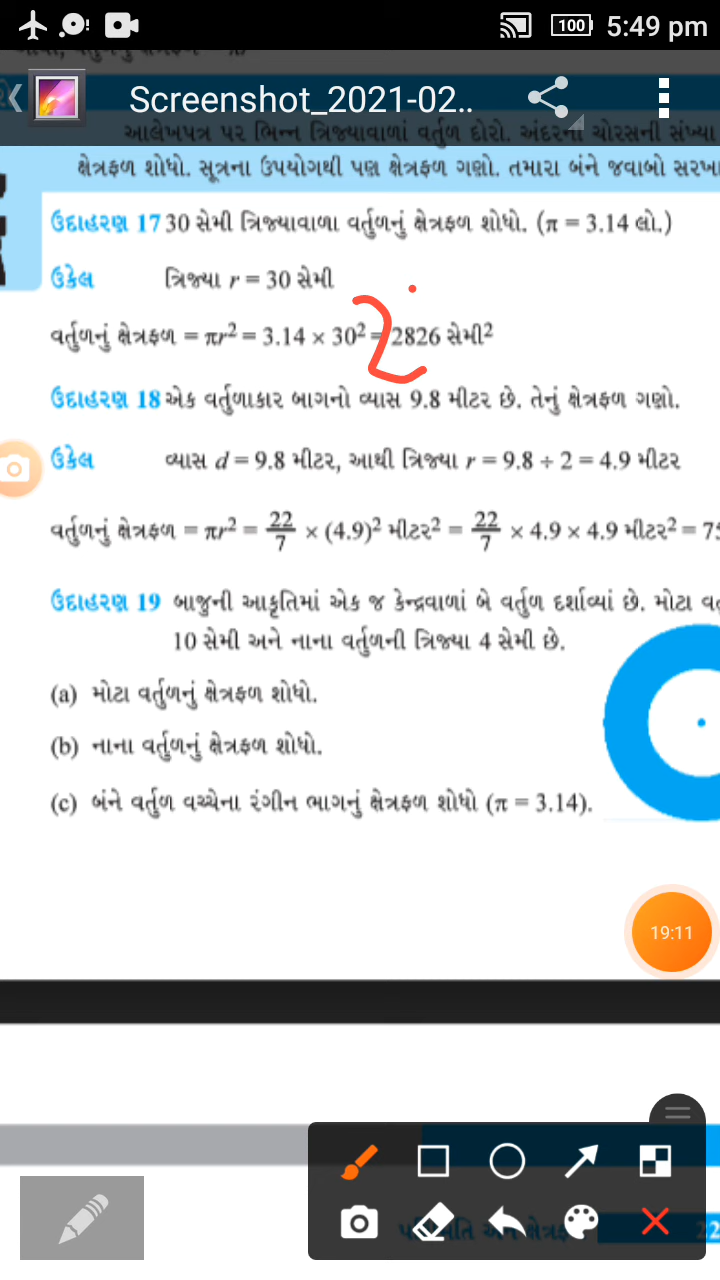 100 5:49 pm
Screenshot_2021-02..
આલેખપત્ર પર ભિન્ન ત્રિજ્યાવાળાં વર્તુળ દોરો. અંદરના ચોરસની સંખ્યા
ક્ષેત્રફળ શોધો. સૂત્રના ઉપયોગથી પણ ક્ષેત્રફળ ગણો. તમારા બંને જવાબો સરખા
ઉદાહરણ 17 30 સેમી ત્રિજ્યાવાળા વર્તુળનું ક્ષેત્રફળ શોધો. (π = 3.14 લો.)
ઉકેલ ત્રિજ્યા r = 30 સેમી
વર્તુળનું ક્ષેત્રફળ = πr² = 3.14 × 30² = 2826 સેમી²
ઉદાહરણ 18 એક વર્તુળાકાર બાગનો વ્યાસ 9.8 મીટર છે. તેનું ક્ષેત્રફળ ગણો.
ઉકેલ વ્યાસ d = 9.8 મીટર, આથી ત્રિજ્યા r = 9.8 ÷ 2 = 4.9 મીટર
વર્તુળનું ક્ષેત્રફળ = πr² = 22/7 × (4.9)² મીટર² = 22/7 × 4.9 × 4.9 મીટર² = 75
ઉદાહરણ 19 બાજુની આકૃતિમાં એક જ કેન્દ્રવાળાં બે વર્તુળ દર્શાવ્યાં છે. મોટા
10 સેમી અને નાના વર્તુળની ત્રિજ્યા 4 સેમી છે.
(a) મોટા વર્તુળનું ક્ષેત્રફળ શોધો.
(b) નાના વર્તુળનું ક્ષેત્રફળ શોધો.
(c) બંને વર્તુળ વચ્ચેના રંગીન ભાગનું ક્ષેત્રફળ શોધો (π = 3.14).
19:11